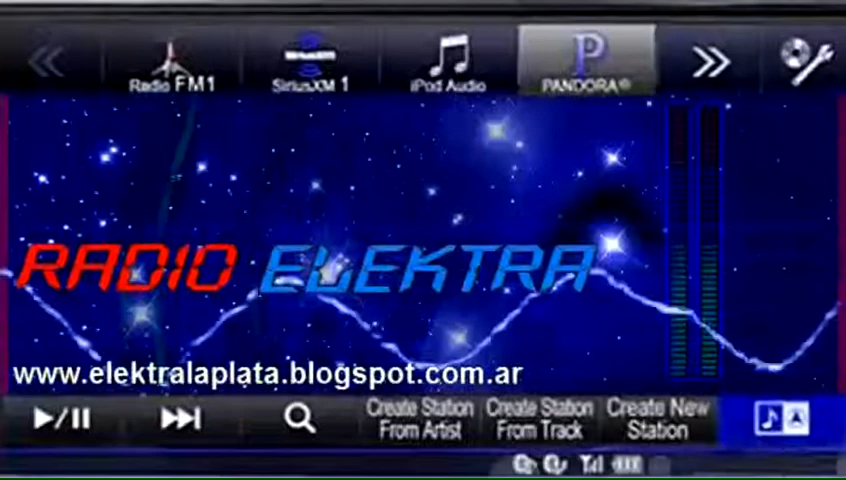 Radio FM1
SiriusXM 1
iPod Audio
PANDORA®
RADIO ELEKTRA
www.elektralaplata.blogspot.com.ar
Create Station
From Artist
Create Station
From Track
Create New
Station